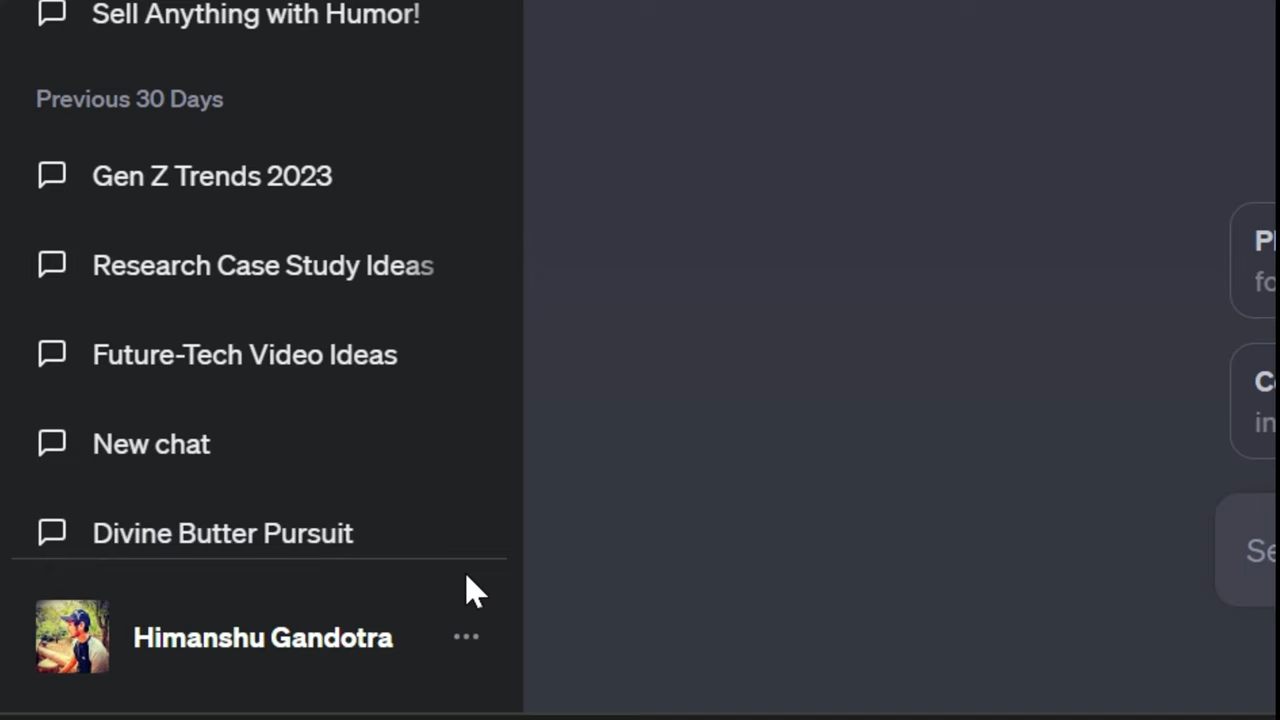 Sell Anything with Humor!
Previous 30 Days
Gen Z Trends 2023
Research Case Study Ideas
Future-Tech Video Ideas
New chat
Divine Butter Pursuit
Himanshu Gandotra